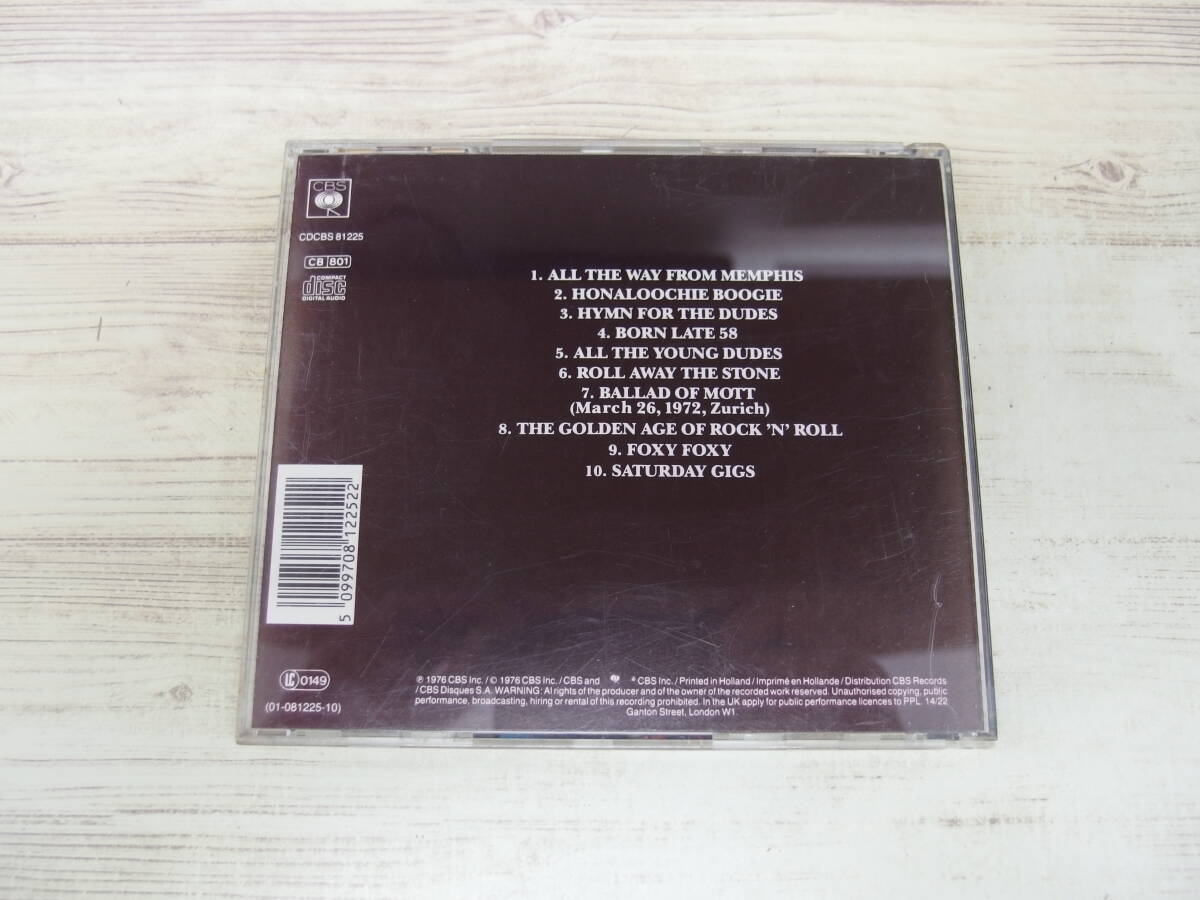 CBS
CDCBS 81225
CB 801
COMPACT
disc
DIGITAL AUDIO
1. ALL THE WAY FROM MEMPHIS
2. HONALOOCHIE BOOGIE
3. HYMN FOR THE DUDES
4. BORN LATE 58
5. ALL THE YOUNG DUDES
6. ROLL AWAY THE STONE
7. BALLAD OF MOTT
(March 26, 1972, Zurich)
8. THE GOLDEN AGE OF ROCK 'N' ROLL
9. FOXY FOXY
10. SATURDAY GIGS
5 099708 122522
LC 0149
(01-081225-10)
℗ 1976 CBS Inc. / © 1976 CBS Inc. / CBS and ® CBS Inc. / Printed in Holland / Imprimé en Hollande / Distribution CBS Records
/ CBS Disques S.A. WARNING: All rights of the producer and of the owner of the recorded work reserved. Unauthorised copying, public
performance, broadcasting, hiring or rental of this recording prohibited. In the UK apply for public performance licences to PPL 14/22
Ganton Street, London W1.